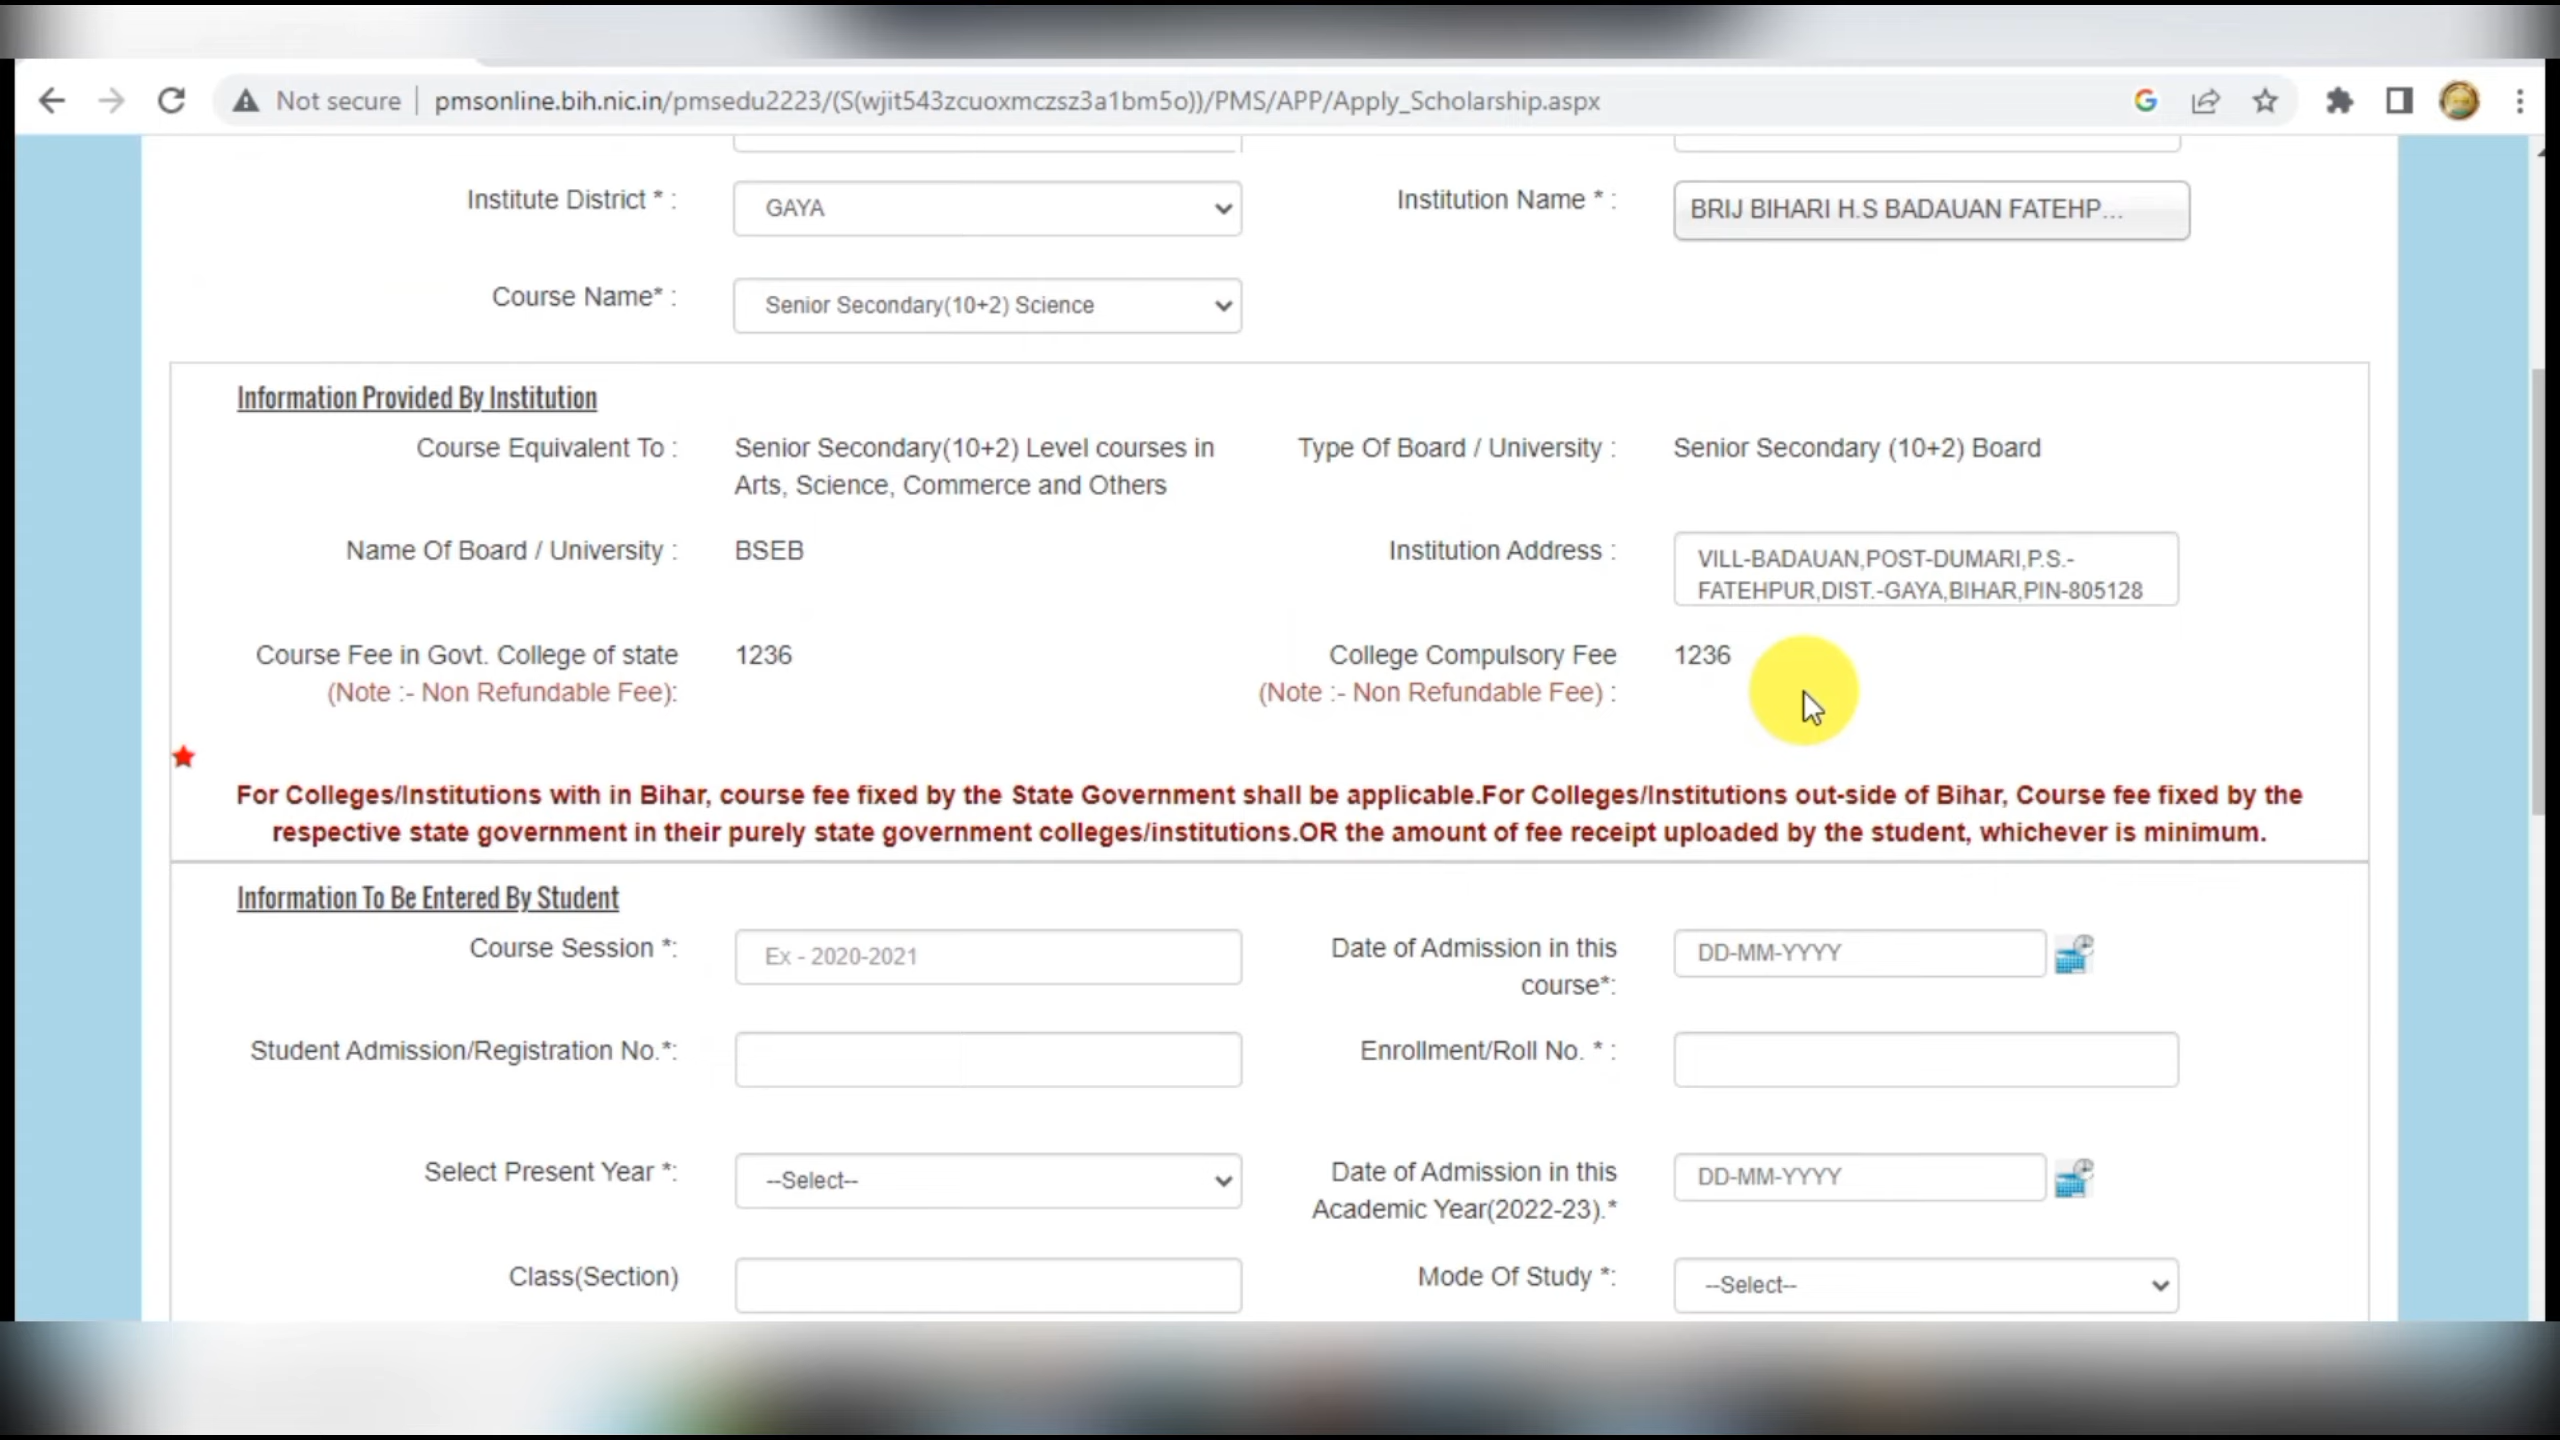 Not secure | pmsonline.bih.nic.in/pmsedu2223/(S(wjit543zcuoxmczsz3a1bm5o))/PMS/APP/Apply_Scholarship.aspx
Institute District * : GAYA Institution Name * : BRIJ BIHARI H.S BADAUAN FATEHP...
Course Name* : Senior Secondary(10+2) Science
Information Provided By Institution
Course Equivalent To : Senior Secondary(10+2) Level courses in Type Of Board / University : Senior Secondary (10+2) Board
Arts, Science, Commerce and Others
Name Of Board / University : BSEB Institution Address : VILL-BADAUAN,POST-DUMARI,P.S.-
FATEHPUR,DIST.-GAYA,BIHAR,PIN-805128
Course Fee in Govt. College of state 1236 College Compulsory Fee 1236
(Note :- Non Refundable Fee): (Note :- Non Refundable Fee) :
For Colleges/Institutions with in Bihar, course fee fixed by the State Government shall be applicable.For Colleges/Institutions out-side of Bihar, Course fee fixed by the
respective state government in their purely state government colleges/institutions.OR the amount of fee receipt uploaded by the student, whichever is minimum.
Information To Be Entered By Student
Course Session *: Ex - 2020-2021 Date of Admission in this DD-MM-YYYY
course*:
Student Admission/Registration No.*: Enrollment/Roll No. * :
Select Present Year *: --Select-- Date of Admission in this DD-MM-YYYY
Academic Year(2022-23).*
Class(Section) Mode Of Study *: --Select--